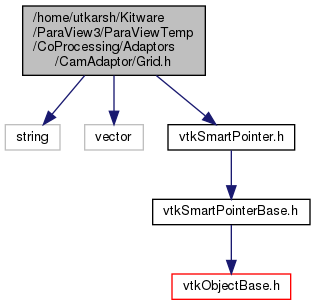 /home/utkarsh/Kitware
/ParaView3/ParaViewTemp
/CoProcessing/Adaptors
/CamAdaptor/Grid.h
string
vector
vtkSmartPointer.h
vtkSmartPointerBase.h
vtkObjectBase.h